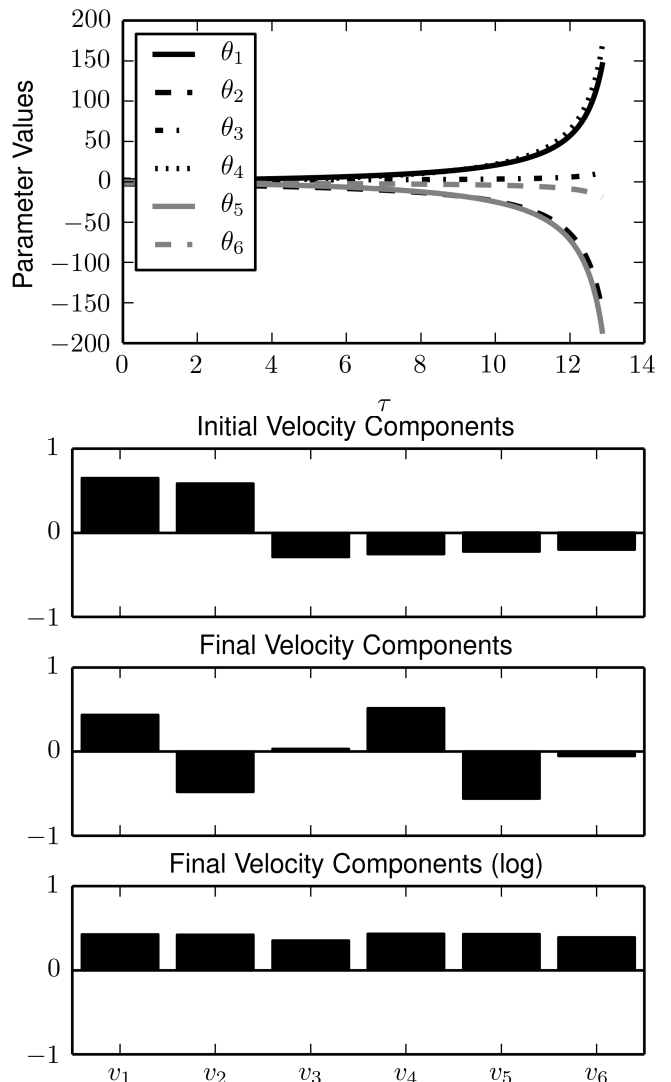 200
150
100
50
0
−50
−100
−150
−200
Parameter Values
θ1
θ2
θ3
θ4
θ5
θ6
0 2 4 6 8 10 12 14
τ
Initial Velocity Components
1
0
−1
Final Velocity Components
1
0
−1
Final Velocity Components (log)
1
0
−1
v1 v2 v3 v4 v5 v6